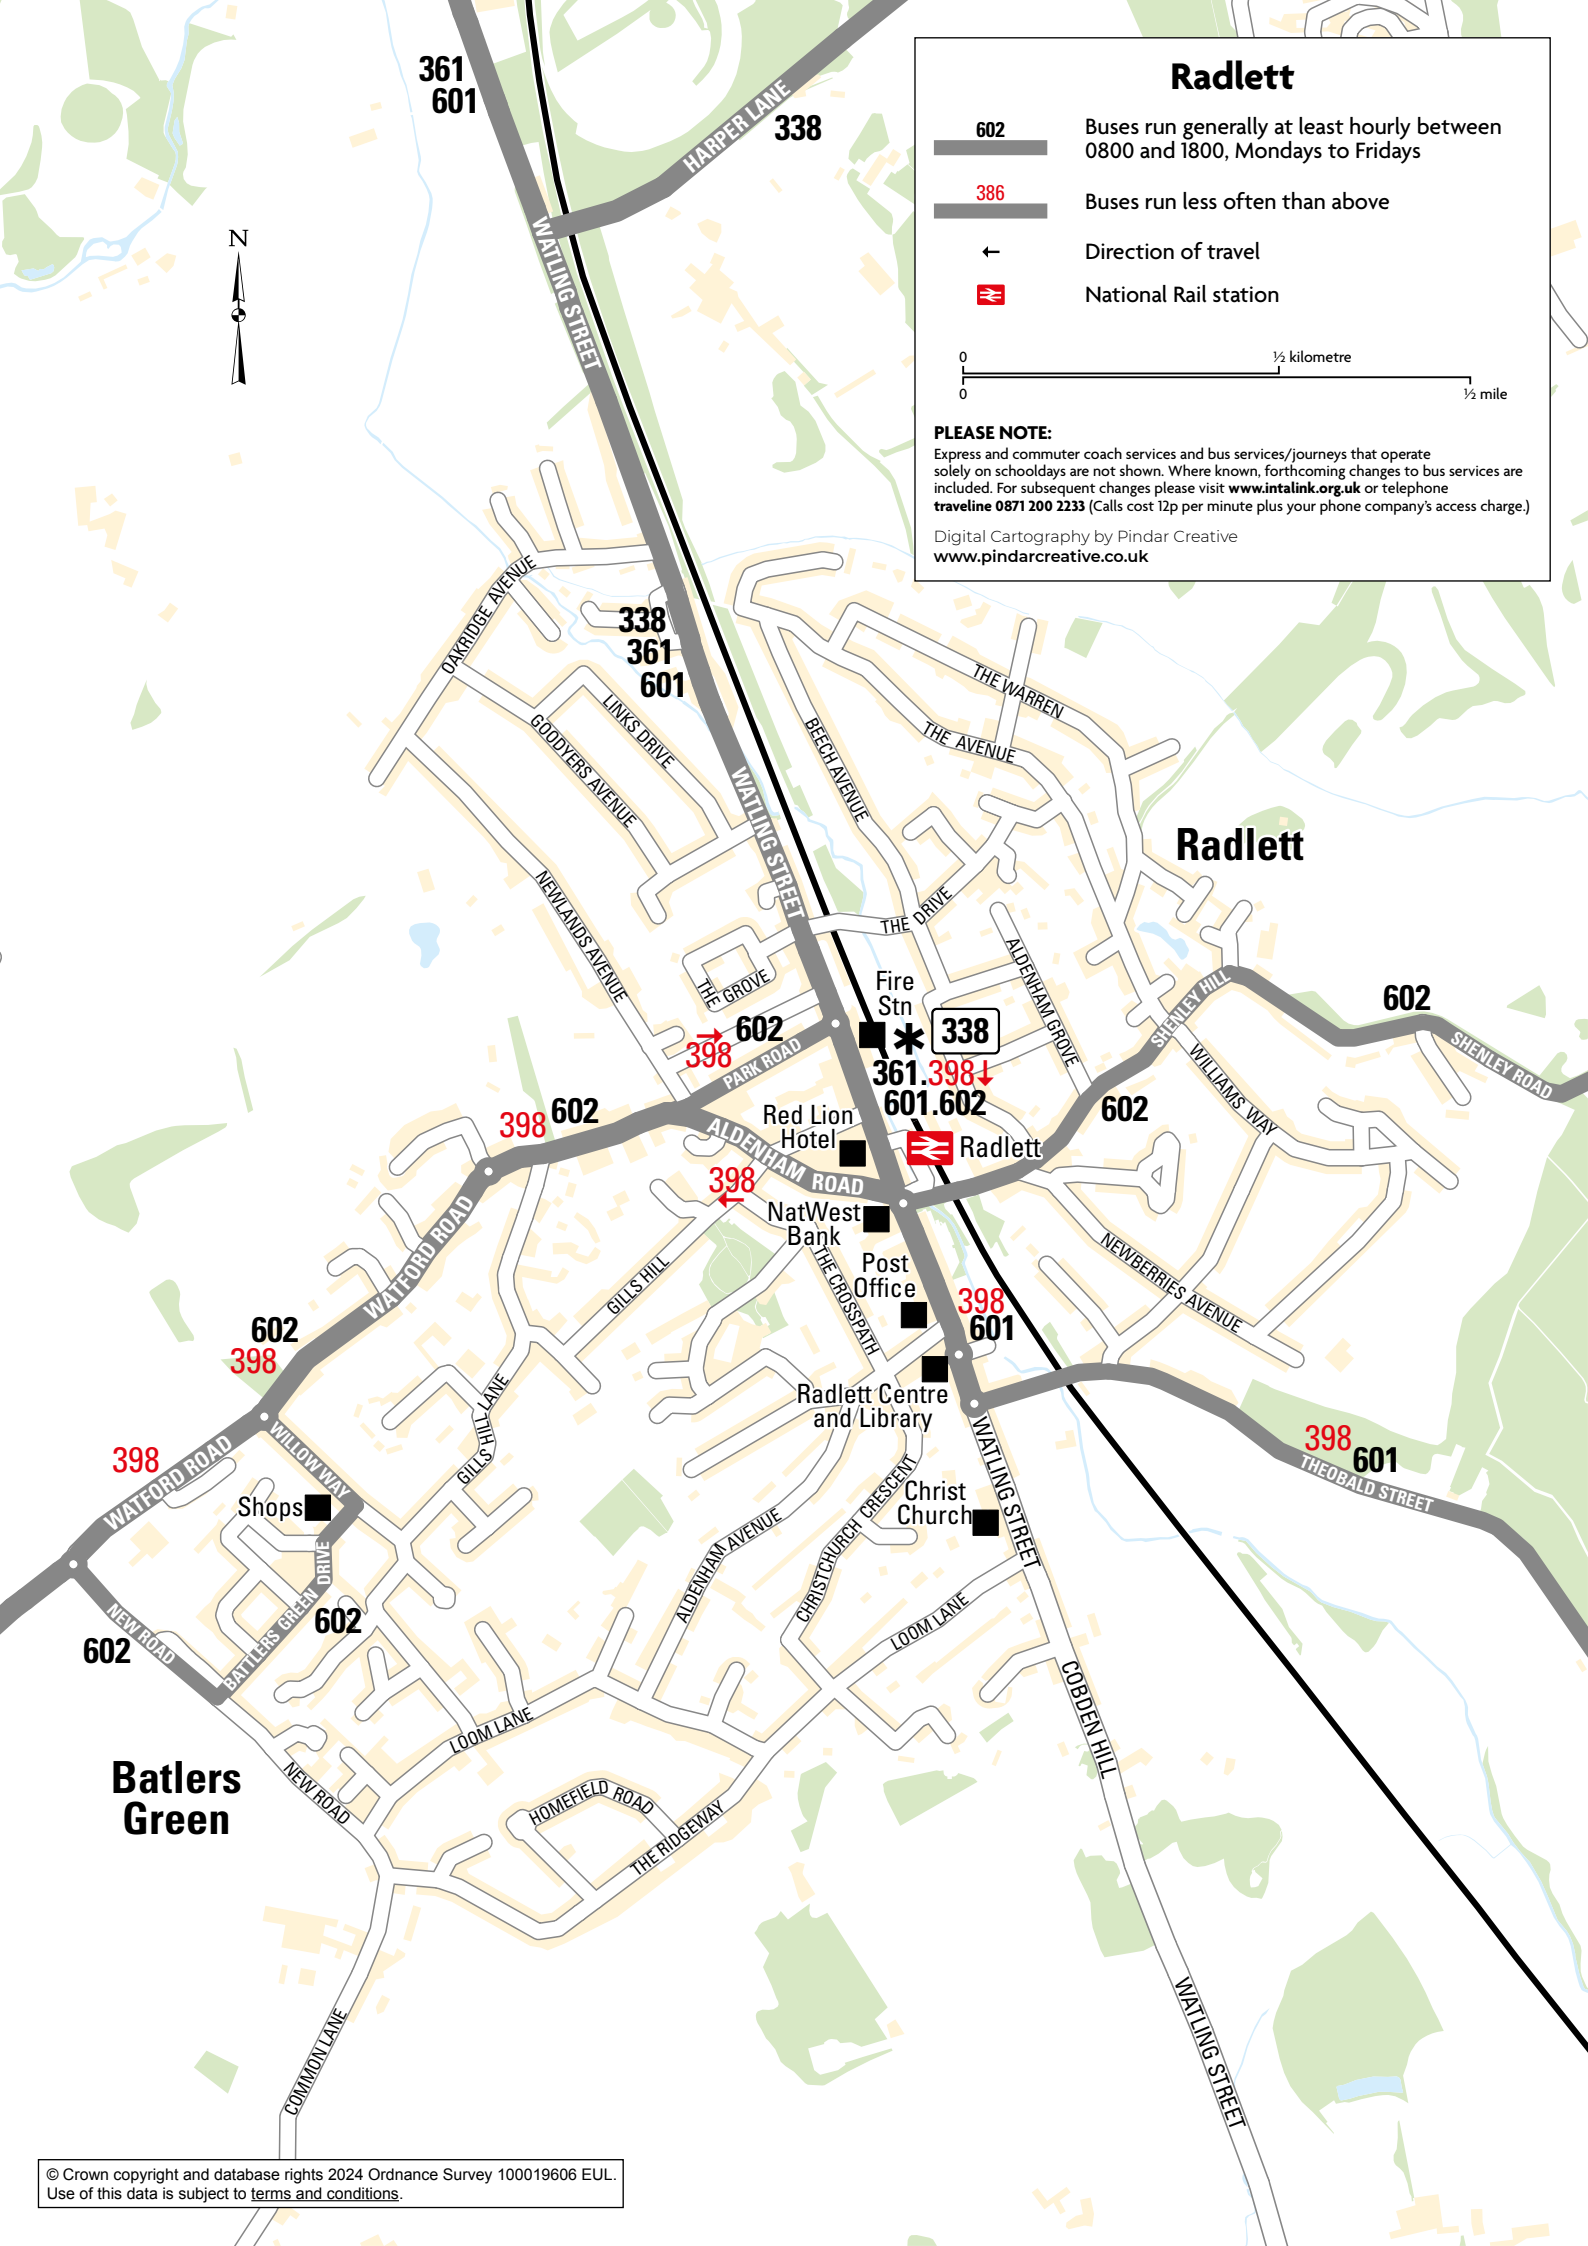 Radlett
602
Buses run generally at least hourly between
0800 and 1800, Mondays to Fridays
386
Buses run less often than above
Direction of travel
National Rail station
0
½ kilometre
0
½ mile
PLEASE NOTE:
Express and commuter coach services and bus services/journeys that operate
solely on schooldays are not shown. Where known, forthcoming changes to bus services are
included. For subsequent changes please visit www.intalink.org.uk or telephone
traveline 0871 200 2233 (Calls cost 12p per minute plus your phone company's access charge.)
Digital Cartography by Pindar Creative
www.pindarcreative.co.uk
361
601
HARPER LANE
338
N
WATLING STREET
OAKRIDGE AVENUE
338
361
601
LINKS DRIVE
GOODYERS AVENUE
THE WARREN
THE AVENUE
BEECH AVENUE
WATLING STREET
Radlett
NEWLANDS AVENUE
THE DRIVE
ALDENHAM GROVE
THE GROVE
Fire
Stn
338
602
398
PARK ROAD
361.398
601.602
SHENLEY HILL
602
SHENLEY ROAD
WILLIAMS WAY
602
398
602
Red Lion
Hotel
Radlett
ALDENHAM ROAD
398
NatWest
Bank
WATFORD ROAD
GILLS HILL
THE CROSSPATH
Post
Office
398
601
NEWBERRIES AVENUE
602
398
Radlett Centre
and Library
GILLS HILL LANE
398
WATFORD ROAD
WILLOW WAY
Shops
WATLING STREET
398
601
THEOBALD STREET
Christ
Church
CHRISTCHURCH CRESCENT
ALDENHAM AVENUE
BATTLERS GREEN DRIVE
602
NEW ROAD
602
LOOM LANE
LOOM LANE
COBDEN HILL
Batlers
Green
NEW ROAD
HOMEFIELD ROAD
THE RIDGEWAY
COMMON LANE
WATLING STREET
© Crown copyright and database rights 2024 Ordnance Survey 100019606 EUL.
Use of this data is subject to terms and conditions.